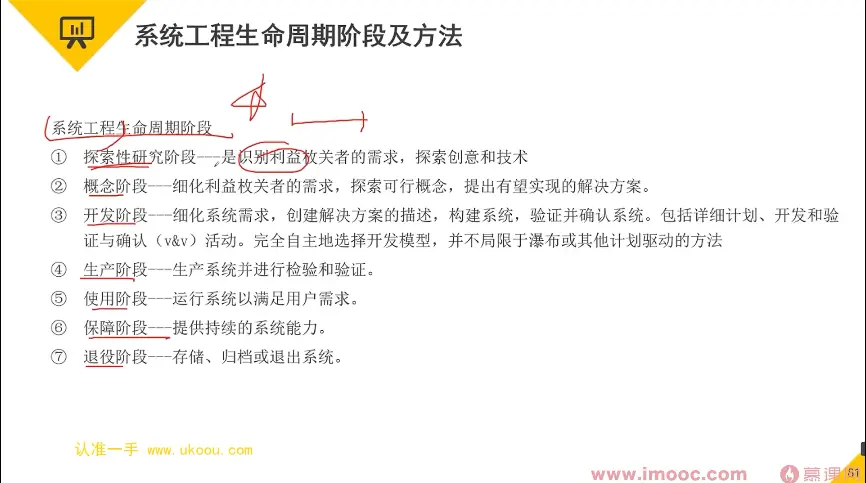 系统工程生命周期阶段及方法
系统工程生命周期阶段
① 探索性研究阶段---是识别利益攸关者的需求，探索创意和技术
② 概念阶段---细化利益攸关者的需求，探索可行概念，提出有望实现的解决方案。
③ 开发阶段---细化系统需求，创建解决方案的描述，构建系统，验证并确认系统。包括详细计划、开发和验
证与确认（v&v）活动。完全自主地选择开发模型，并不局限于瀑布或其他计划驱动的方法
④ 生产阶段---生产系统并进行检验和验证。
⑤ 使用阶段---运行系统以满足用户需求。
⑥ 保障阶段---提供持续的系统能力。
⑦ 退役阶段---存储、归档或退出系统。
认准一手 www.ukoou.com
www.imooc.com 慕课 61